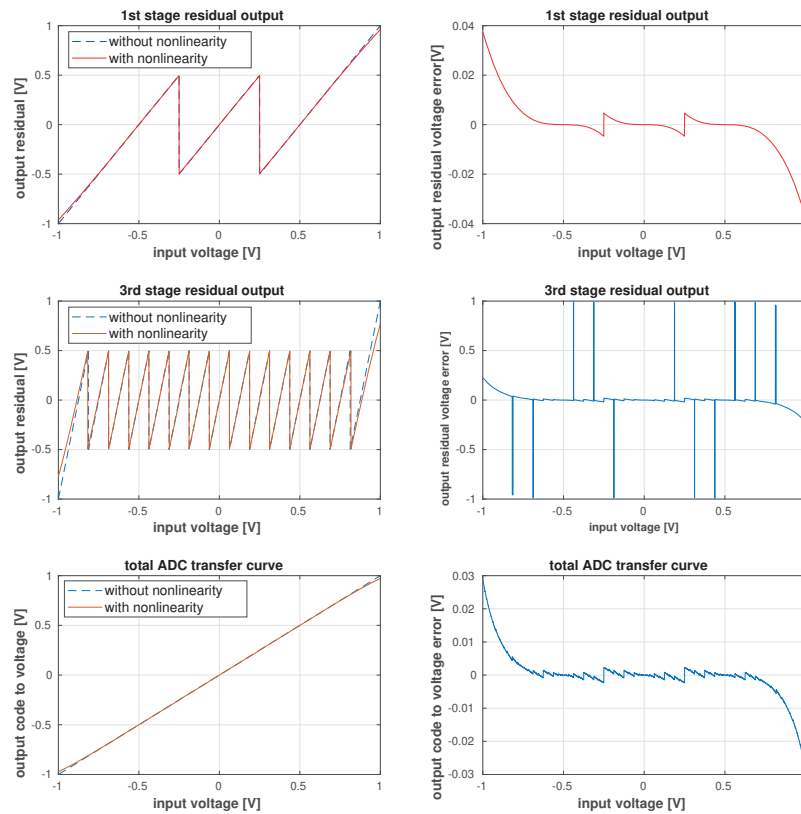 1st stage residual output
without nonlinearity
with nonlinearity
output residual [V]
1
0.5
0
-0.5
-1
-1
-0.5
0
0.5
1
input voltage [V]
1st stage residual output
output residual voltage error[V]
0.04
0.02
0
-0.02
-0.04
-1
-0.5
0
0.5
input voltage [V]
3rd stage residual output
without nonlinearity
with nonlinearity
output residual [V]
1
0.5
0
-0.5
-1
-1
-0.5
0
0.5
1
input voltage [V]
3rd stage residual output
output residual voltage error [V]
1
0.5
0
-0.5
-1
-1
-0.5
0
0.5
input voltage [V]
total ADC transfer curve
without nonlinearity
with nonlinearity
output code to voltage [V]
1
0.5
0
-0.5
-1
-1
-0.5
0
0.5
1
input voltage [V]
total ADC transfer curve
output code to voltage error [V]
0.03
0.02
0.01
0
-0.01
-0.02
-0.03
-1
-0.5
0
0.5
input voltage [V]